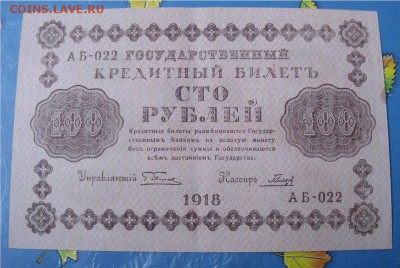 COINS.LAVE.RU
АБ-022 ГОСУДАРСТВЕННЫЙ
КРЕДИТНЫЙ БИЛЕТЪ
СТО
РУБЛЕЙ
100 100
Кредитные билеты размѣниваются Государ-
ственнымъ Банкомъ на золотую монету
безъ ограниченія суммы и обезпечиваются
всѣмъ достояніемъ Государства.
Управляющій Кассиръ
1918 АБ-022